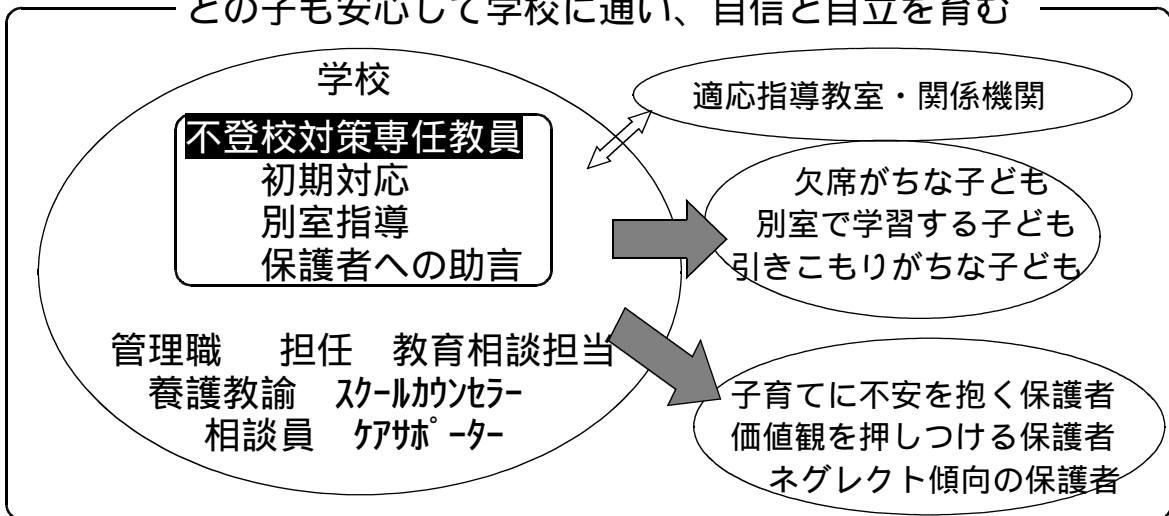 どの子も安心して学校に通い、自信と自立を育む
学校
不登校対策専任教員
初期対応
別室指導
保護者への助言
管理職 担任 教育相談担当
養護教諭 ｽｸｰﾙｶｳﾝｾﾗｰ
相談員 ｹｱｻﾎﾟｰﾀｰ
適応指導教室・関係機関
欠席がちな子ども
別室で学習する子ども
引きこもりがちな子ども
子育てに不安を抱く保護者
価値観を押しつける保護者
ネグレクト傾向の保護者